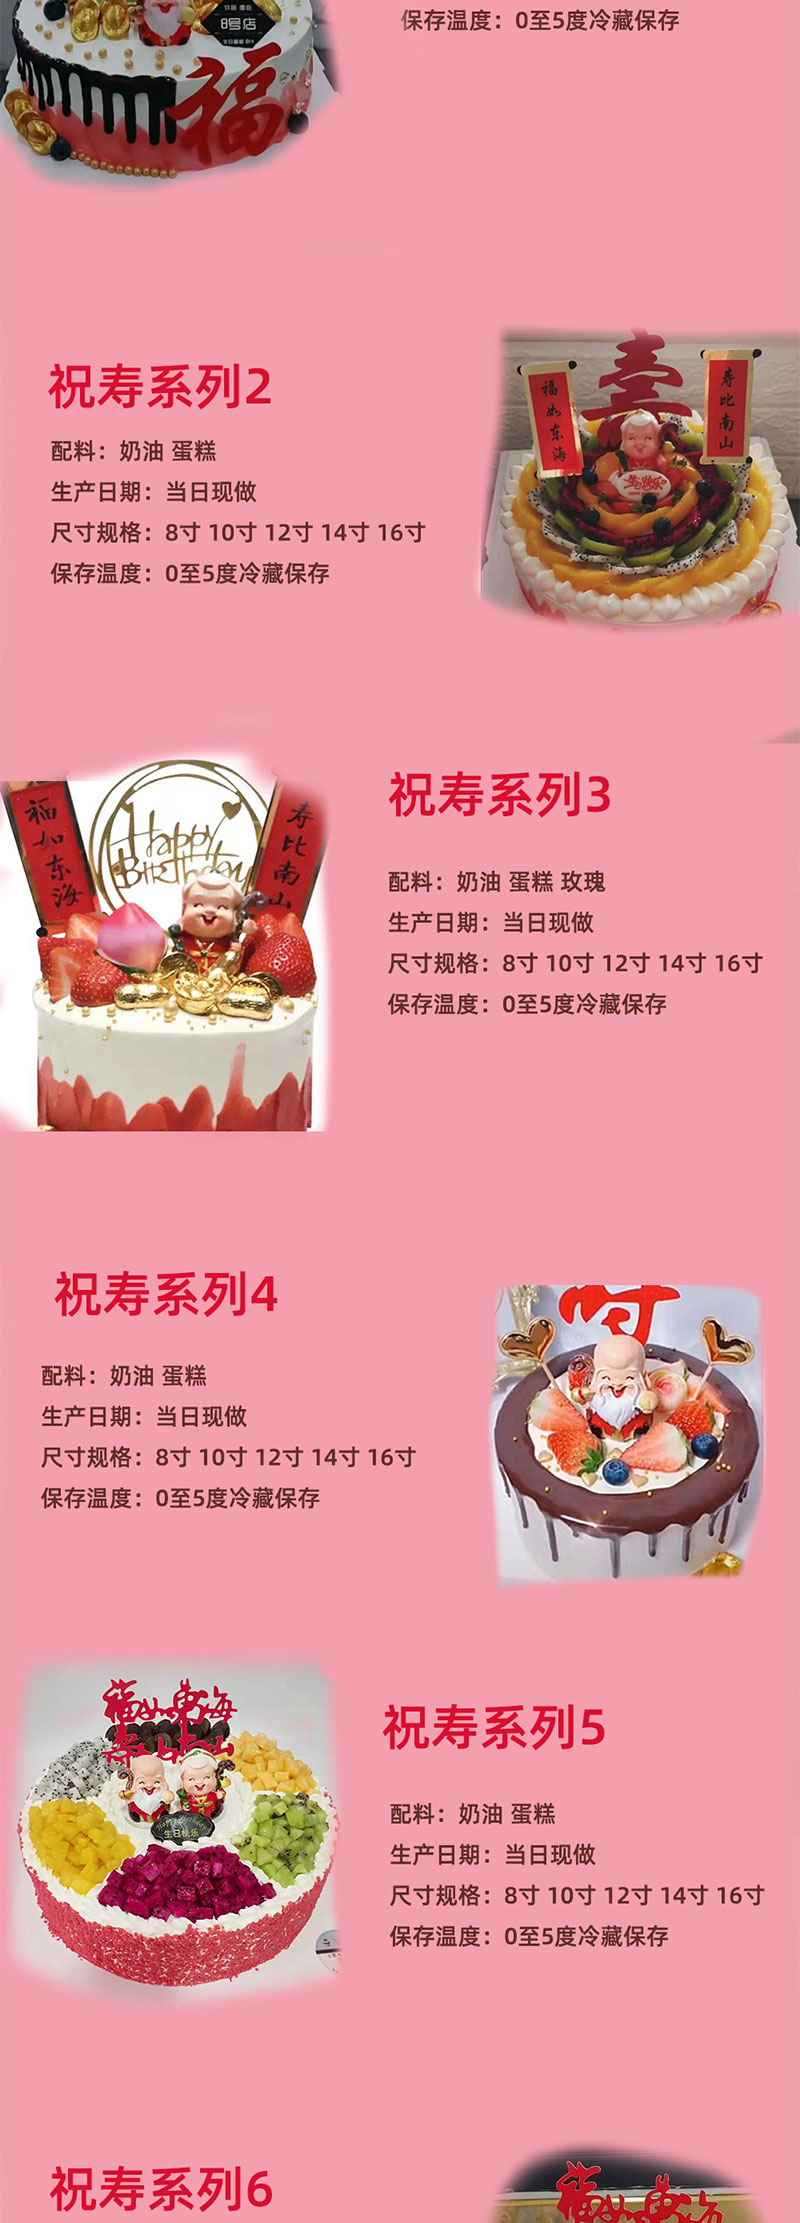 保存温度：0至5度冷藏保存
福
祝寿系列2
配料：奶油 蛋糕
生产日期：当日现做
尺寸规格：8寸 10寸 12寸 14寸 16寸
保存温度：0至5度冷藏保存
福如东海
寿比南山
生日快乐
祝寿系列3
配料：奶油 蛋糕 玫瑰
生产日期：当日现做
尺寸规格：8寸 10寸 12寸 14寸 16寸
保存温度：0至5度冷藏保存
福如东海
Happy
Birthday
寿比南山
祝寿系列4
配料：奶油 蛋糕
生产日期：当日现做
尺寸规格：8寸 10寸 12寸 14寸 16寸
保存温度：0至5度冷藏保存
福如东海
寿比南山
Happy Birthday
生日快乐
祝寿系列5
配料：奶油 蛋糕
生产日期：当日现做
尺寸规格：8寸 10寸 12寸 14寸 16寸
保存温度：0至5度冷藏保存
祝寿系列6
福如东海